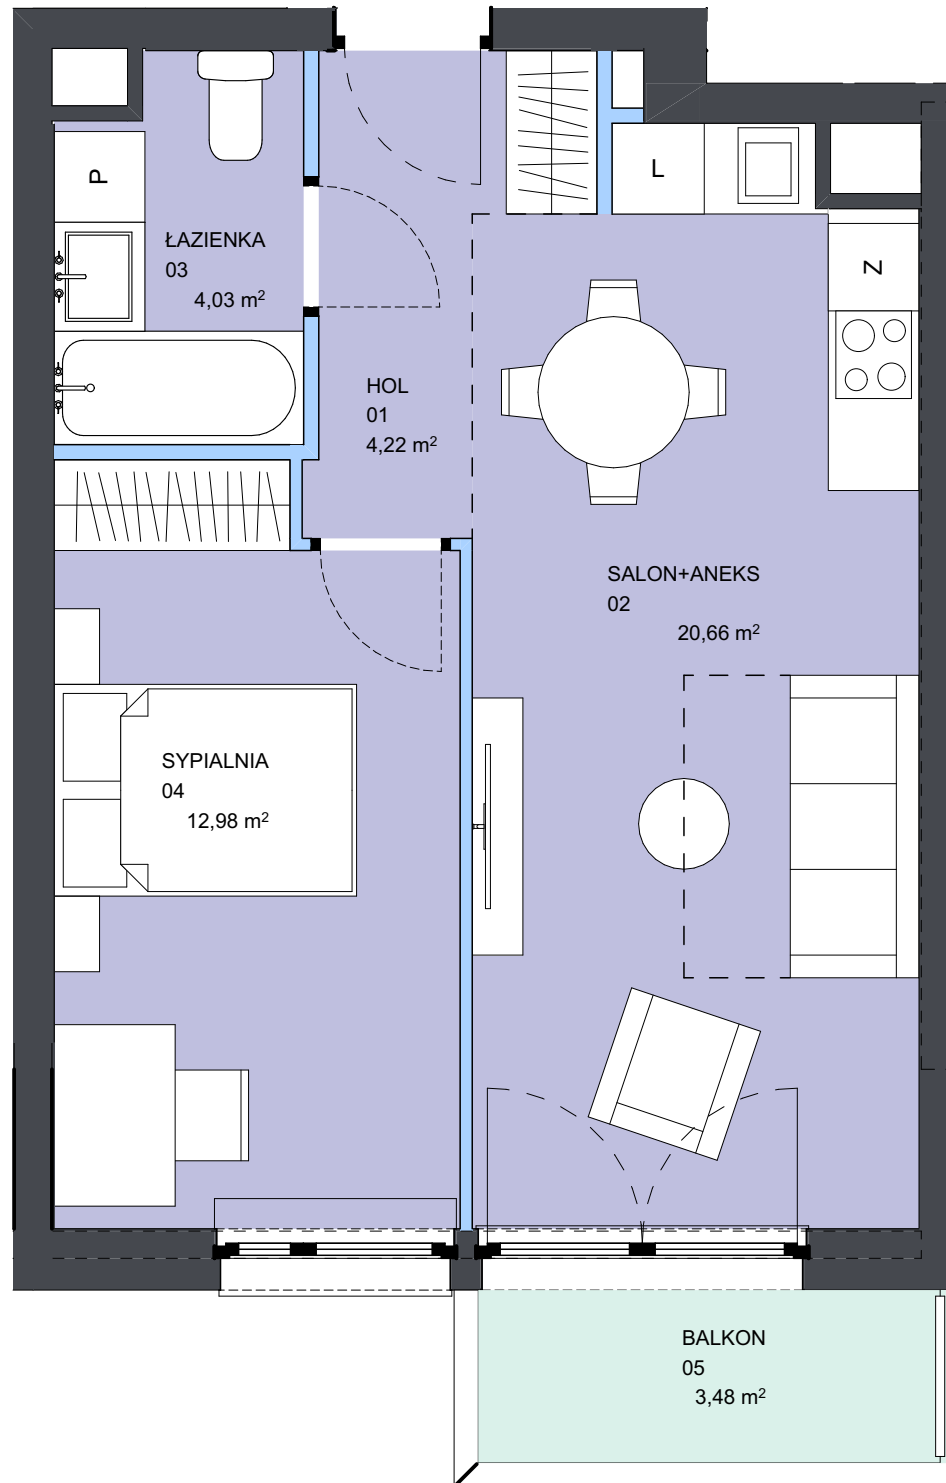 P
L
ŁAZIENKA
03
4,03 m²
Z
HOL
01
4,22 m²
SALON+ANEKS
02
20,66 m²
SYPIALNIA
04
12,98 m²
BALKON
05
3,48 m²